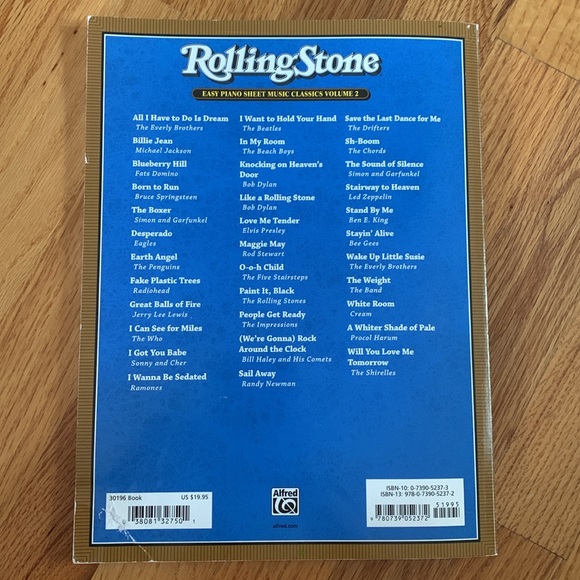 RollingStone
EASY PIANO SHEET MUSIC CLASSICS VOLUME 2
All I Have to Do Is Dream
The Everly Brothers
Billie Jean
Michael Jackson
Blueberry Hill
Fats Domino
Born to Run
Bruce Springsteen
The Boxer
Simon and Garfunkel
Desperado
Eagles
Earth Angel
The Penguins
Fake Plastic Trees
Radiohead
Great Balls of Fire
Jerry Lee Lewis
I Can See for Miles
The Who
I Got You Babe
Sonny and Cher
I Wanna Be Sedated
Ramones
I Want to Hold Your Hand
The Beatles
In My Room
The Beach Boys
Knocking on Heaven's
Door
Bob Dylan
Like a Rolling Stone
Bob Dylan
Love Me Tender
Elvis Presley
Maggie May
Rod Stewart
O-o-h Child
The Five Stairsteps
Paint It, Black
The Rolling Stones
People Get Ready
The Impressions
(We're Gonna) Rock
Around the Clock
Bill Haley and His Comets
Sail Away
Randy Newman
Save the Last Dance for Me
The Drifters
Sh-Boom
The Chords
The Sound of Silence
Simon and Garfunkel
Stairway to Heaven
Led Zeppelin
Stand By Me
Ben E. King
Stayin' Alive
Bee Gees
Wake Up Little Susie
The Everly Brothers
The Weight
The Band
White Room
Cream
A Whiter Shade of Pale
Procol Harum
Will You Love Me
Tomorrow
The Shirelles
30196 Book US $19.95
38081 32750 1
Alfred
alfred.com
ISBN-10: 0-7390-5237-3
ISBN-13: 978-0-7390-5237-2
51995
9 780739 052372